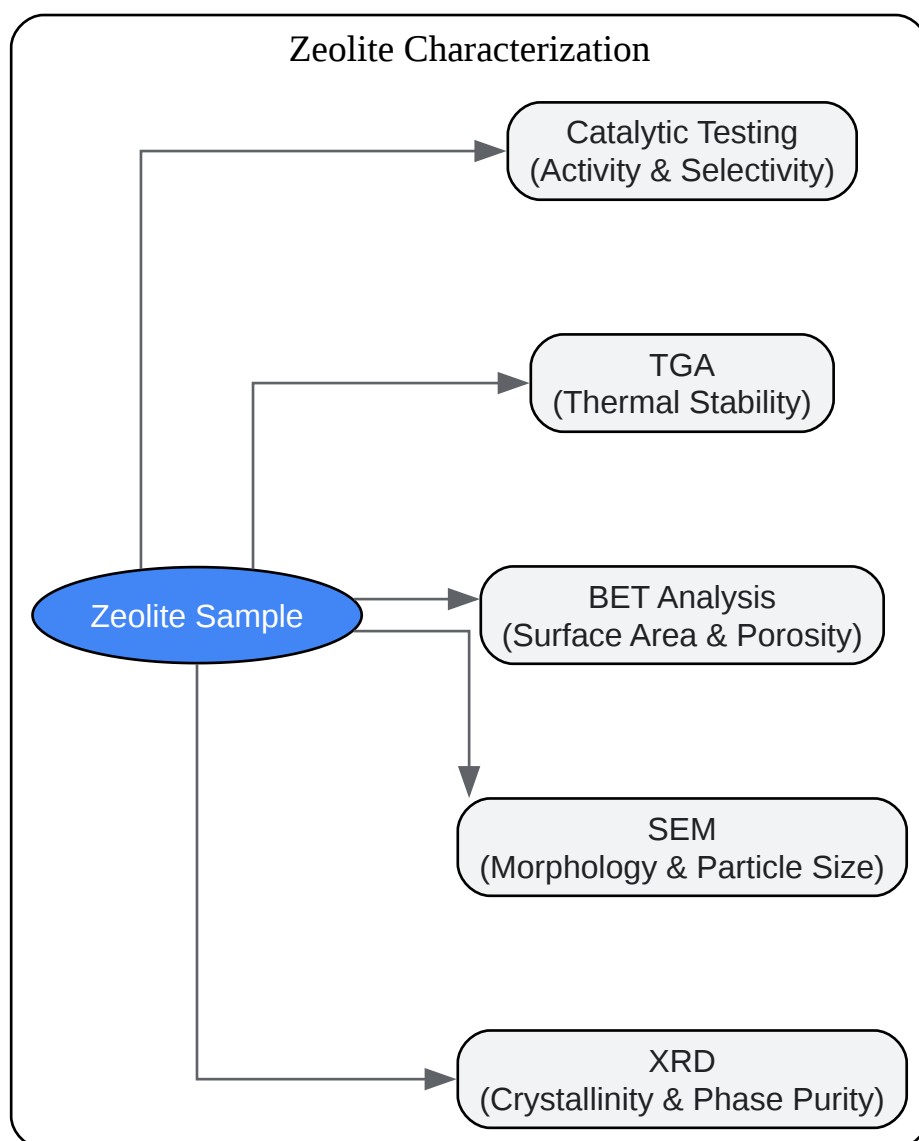 Zeolite Characterization
Catalytic Testing
(Activity & Selectivity)
TGA
(Thermal Stability)
Zeolite Sample
BET Analysis
(Surface Area & Porosity)
SEM
(Morphology & Particle Size)
XRD
(Crystallinity & Phase Purity)